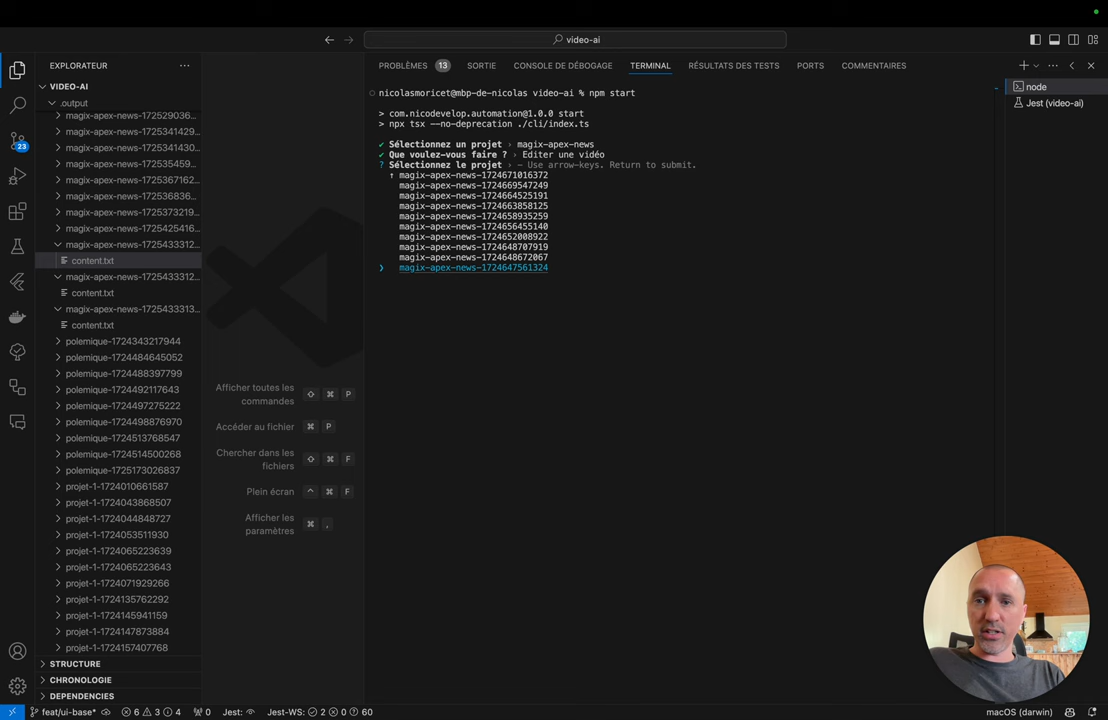 video-ai
EXPLORATEUR
VIDEO-AI
.output
magix-apex-news-172529036...
magix-apex-news-1725341429...
magix-apex-news-1725341430...
magix-apex-news-172535459...
magix-apex-news-1725367162...
magix-apex-news-172536836...
magix-apex-news-1725373219...
magix-apex-news-1725425416...
magix-apex-news-1725433312...
content.txt
magix-apex-news-1725433312...
content.txt
magix-apex-news-1725433313...
content.txt
polemique-1724343217944
polemique-1724484645052
polemique-1724488397799
polemique-1724492117643
polemique-1724497275222
polemique-1724498876970
polemique-1724513768547
polemique-1724514500268
polemique-1725173026837
projet-1-1724010661587
projet-1-1724043868507
projet-1-1724044848727
projet-1-1724053511930
projet-1-1724065223639
projet-1-1724065223643
projet-1-1724071929266
projet-1-1724135762292
projet-1-1724145941159
projet-1-1724147873884
projet-1-1724157407768
STRUCTURE
CHRONOLOGIE
DEPENDENCIES
23
Afficher toutes les
commandes ⇧ ⌘ P
Accéder au fichier ⌘ P
Chercher dans les
fichiers ⇧ ⌘ F
Plein écran ^ ⌘ F
Afficher les
paramètres ⌘ ,
PROBLÈMES 13 SORTIE CONSOLE DE DÉBOGAGE TERMINAL RÉSULTATS DES TESTS PORTS COMMENTAIRES
nicolasmoricet@mbp-de-nicolas video-ai % npm start
> com.nicodevelop.automation@1.0.0 start
> npx tsx --no-deprecation ./cli/index.ts
✔ Sélectionnez un projet › magix-apex-news
✔ Que voulez-vous faire ? › Editer une vidéo
? Sélectionnez le projet › - Use arrow-keys. Return to submit.
↑ magix-apex-news-1724671016372
magix-apex-news-1724669547249
magix-apex-news-1724664525191
magix-apex-news-1724663858125
magix-apex-news-1724658935259
magix-apex-news-1724656455140
magix-apex-news-1724652008922
magix-apex-news-1724648707919
magix-apex-news-1724648672067
❯ magix-apex-news-1724647561324
node
Jest (video-ai)
feat/ui-base* 6 3 4 0 Jest: Jest-WS: 2 0 60
macOS (darwin)